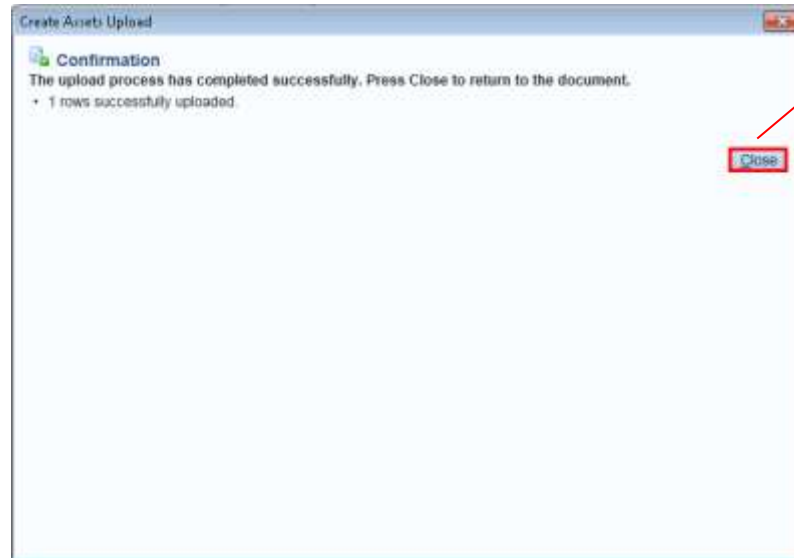 Create Assets Upload
Confirmation
The upload process has completed successfully. Press Close to return to the document.
• 1 rows successfully uploaded.
Close